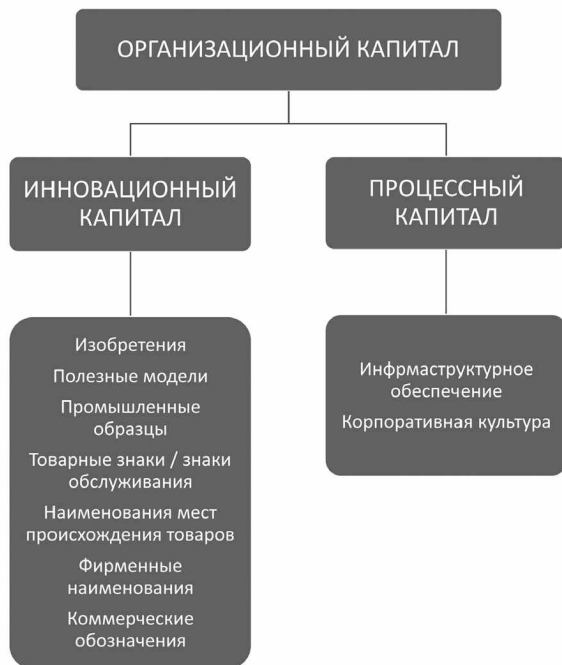 ОРГАНИЗАЦИОННЫЙ КАПИТАЛ
ИННОВАЦИОННЫЙ
КАПИТАЛ
Изобретения
Полезные модели
Промышленные
образцы
Товарные знаки / знаки
обслуживания
Наименования мест
происхождения товаров
Фирменные
наименования
Коммерческие
обозначения
ПРОЦЕССНЫЙ
КАПИТАЛ
Инфрмаструктурное
обеспечение
Корпоративная культура